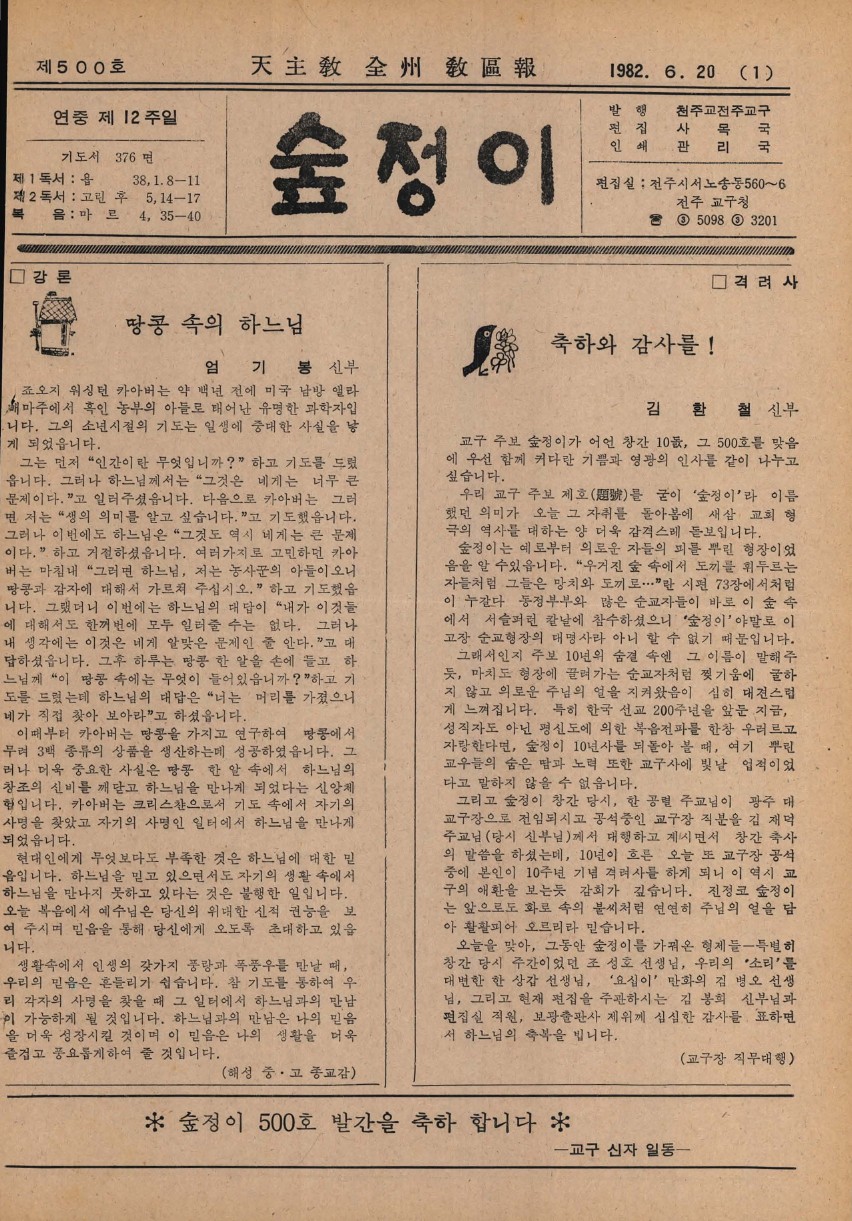 제500호
天主敎 全州 敎區報
1982. 6. 20 (1)
연중 제 12주일
기도서 376 면
제1독서 : 욥 38,1.8—11
제2독서 : 고린 후 5,14—17
복 음 : 마 르 4, 35—40
숲정이
발 행 천주교전주교구
편 집 사 목 국
인 쇄 관 리 국
편집실 ; 전주시서노송동560~6
전주 교구청
☎ ③ 5098 ③ 3201
□ 강 론
땅콩 속의 하느님
엄 기 봉 신부
죠오지 워싱턴 카아버는 약 백년 전에 미국 남방 앨라
배마주에서 흑인 농부의 아들로 태어난 유명한 과학자입
니다. 그의 소년시절의 기도는 일생에 중대한 사실을 낳
게 되었읍니다.
그는 먼저 “인간이란 무엇입니까?” 하고 기도를 드렸
읍니다. 그러나 하느님께서는 “그것은 네게는 너무 큰
문제이다.”고 일러주셨읍니다. 다음으로 카아버는 그러
면 저는 “생의 의미를 알고 싶습니다.”고 기도했읍니다.
그러나 이번에도 하느님은 “그것도 역시 네게는 큰 문제
이다.” 하고 거절하셨읍니다. 여러가지로 고민하던 카아
버는 마침내 “그러면 하느님, 저는 농사꾼의 아들이오니
땅콩과 감자에 대해서 가르쳐 주십시오.” 하고 기도했읍
니다. 그랬더니 이번에는 하느님의 대답이 “내가 이것들
에 대해서도 한꺼번에 모두 일러줄 수는 없다. 그러나
내 생각에는 이것은 네게 알맞은 문제인 줄 안다.”고 대
답하셨읍니다. 그후 하루는 땅콩 한 알을 손에 들고 하
느님께 “이 땅콩 속에는 무엇이 들어있읍니까?”하고 기
도를 드렸는데 하느님의 대답은 “너는 머리를 가졌으니
네가 직접 찾아 보아라”고 하셨읍니다.
이때부터 카아버는 땅콩을 가지고 연구하여 땅콩에서
무려 3백 종류의 상품을 생산하는데 성공하였읍니다. 그
러나 더욱 중요한 사실은 땅콩 한 알 속에서 하느님의
창조의 신비를 깨닫고 하느님을 만나게 되었다는 신앙체
험입니다. 카아버는 크리스챤으로서 기도 속에서 자기의
사명을 찾았고 자기의 사명인 일터에서 하느님을 만나게
되었읍니다.
현대인에게 무엇보다도 부족한 것은 하느님에 대한 믿
음입니다. 하느님을 믿고 있으면서도 자기의 생활 속에서
하느님을 만나지 못하고 있다는 것은 불행한 일입니다.
오늘 복음에서 예수님은 당신의 위대한 신적 권능을 보
여 주시며 믿음을 통해 당신에게 오도록 초대하고 있읍
니다.
생활속에서 인생의 갖가지 풍랑과 폭풍우를 만날 때,
우리의 믿음은 흔들리기 쉽습니다. 참 기도를 통하여 우
리 각자의 사명을 찾을 때 그 일터에서 하느님과의 만남
이 가능하게 될 것입니다. 하느님과의 만남은 나의 믿음
을 더욱 성장시킬 것이며 이 믿음은 나의 생활을 더욱
즐겁고 풍요롭게하여 줄 것입니다.
(해성 중·고 종교감)
□ 격 려 사
축하와 감사를 !
김 환 철 신부
교구 주보 숲정이가 어언 창간 10돐, 그 500호를 맞음
에 우선 함께 커다란 기쁨과 영광의 인사를 같이 나누고
싶습니다.
우리 교구 주보 제호(題號)를 굳이 ‘숲정이’라 이름
했던 의미가 오늘 그 자취를 돌아봄에 새삼 교회 형
극의 역사를 대하는 양 더욱 감격스레 돋보입니다.
숲정이는 예로부터 의로운 자들의 피를 뿌린 형장이었
음을 알 수있읍니다. “우거진 숲 속에서 도끼를 휘두르는
자들처럼 그들은 망치와 도끼로…”란 시편 73장에서처럼
이 누갈다 동정부부와 많은 순교자들이 바로 이 숲 속
에서 서슬퍼런 칼날에 참수하셨으니 ‘숲정이’야말로 이
고장 순교형장의 대명사라 아니 할 수 없기 때문입니다.
그래서인지 주보 10년의 숨결 속엔 그 이름이 말해주
듯, 마치도 형장에 끌려가는 순교자처럼 찢기움에 굴하
지 않고 의로운 주님의 얼을 지켜왔음이 심히 대견스럽
게 느껴집니다. 특히 한국 선교 200주년을 앞둔 지금,
성직자도 아닌 평신도에 의한 복음전파를 한창 우러르고
자랑한다면, 숲정이 10년사를 되돌아 볼 때, 여기 뿌린
교우들의 숨은 땀과 노력 또한 교구사에 빛날 업적이었
다고 말하지 않을 수 없읍니다.
그리고 숲정이 창간 당시, 한 공렬 주교님이 광주 대
교구장으로 전임되시고 공석중인 교구장 직분을 김 재덕
주교님(당시 신부님)께서 대행하고 계시면서 창간 축사
의 말씀을 하셨는데, 10년이 흐른 오늘 또 교구장 공석
중에 본인이 10주년 기념 격려사를 하게 되니 이 역시 교
구의 애환을 보는듯 감회가 깊습니다. 진정코 숲정이
는 앞으로도 화로 속의 불씨처럼 연연히 주님의 얼을 담
아 활활피어 오르리라 믿습니다.
오늘을 맞아, 그동안 숲정이를 가꿔온 형제들—특별히
창간 당시 주간이었던 조 성호 선생님, 우리의 ‘소리’를
대변한 한 상갑 선생님, ‘요심이’ 만화의 김 병오 선생
님, 그리고 현재 편집을 주관하시는 김 봉희 신부님과
편집실 직원, 보광출판사 제위께 심심한 감사를 표하면
서 하느님의 축복을 빕니다.
(교구장 직무대행)
✻ 숲정이 500호 발간을 축하 합니다 ✻
—교구 신자 일동—